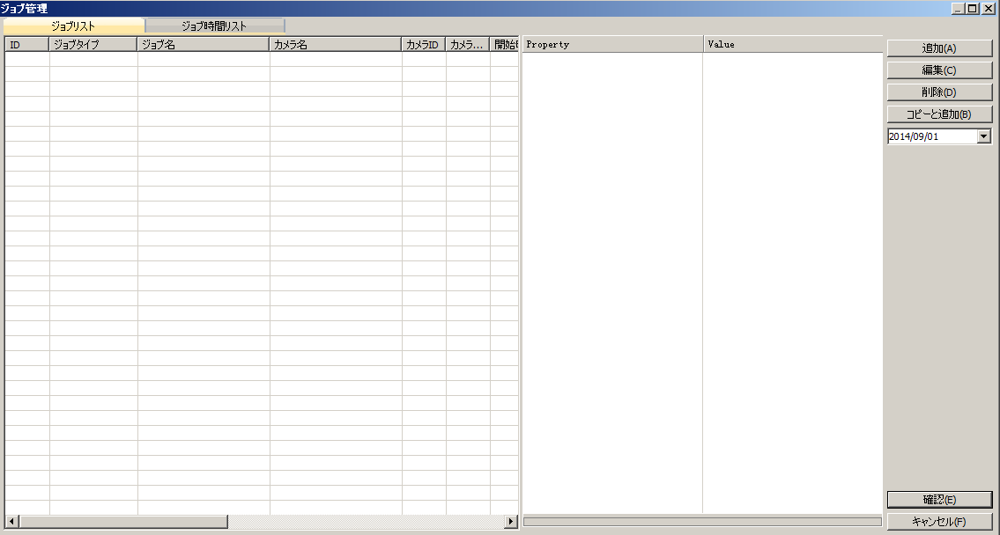 ジョブ管理
ジョブリスト ジョブ時間リスト
ID ジョブタイプ ジョブ名 カメラ名 カメラID カメラ... 開始 Property Value
追加(A)
編集(C)
削除(D)
コピーと追加(B)
2014/09/01
確認(E)
キャンセル(F)